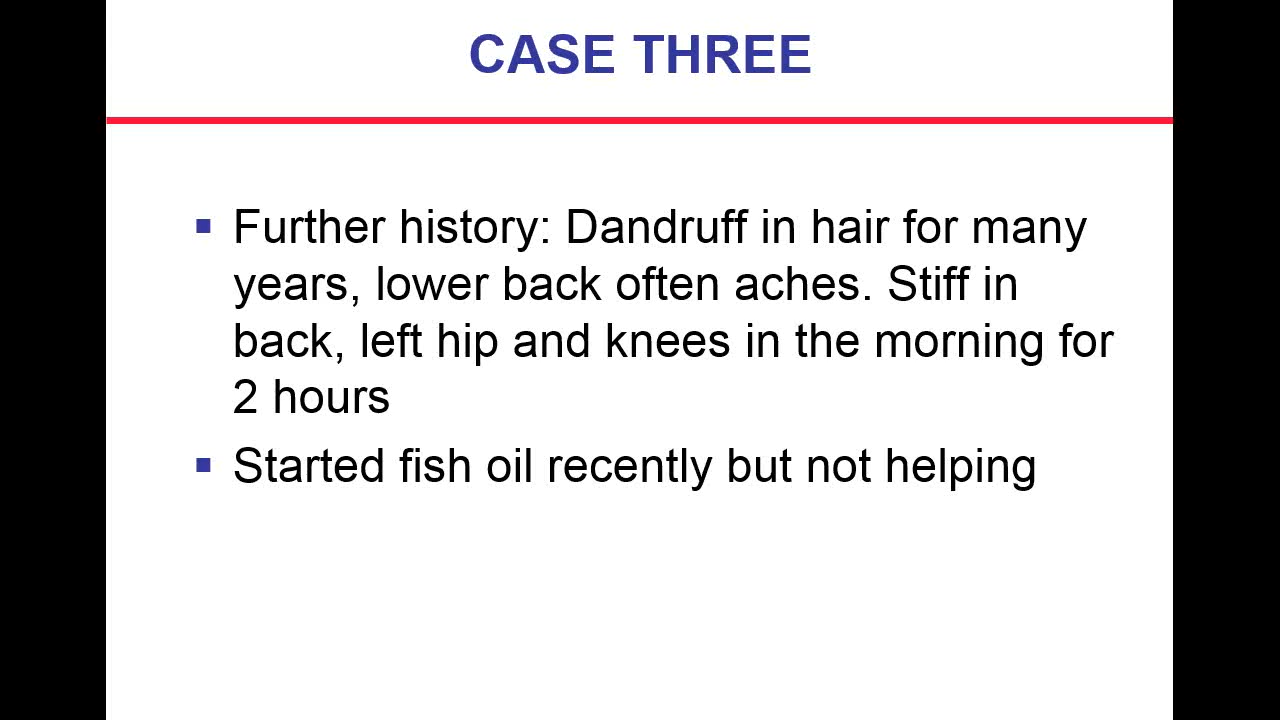 CASE THREE
▪ Further history: Dandruff in hair for many
years, lower back often aches. Stiff in
back, left hip and knees in the morning for
2 hours
▪ Started fish oil recently but not helping